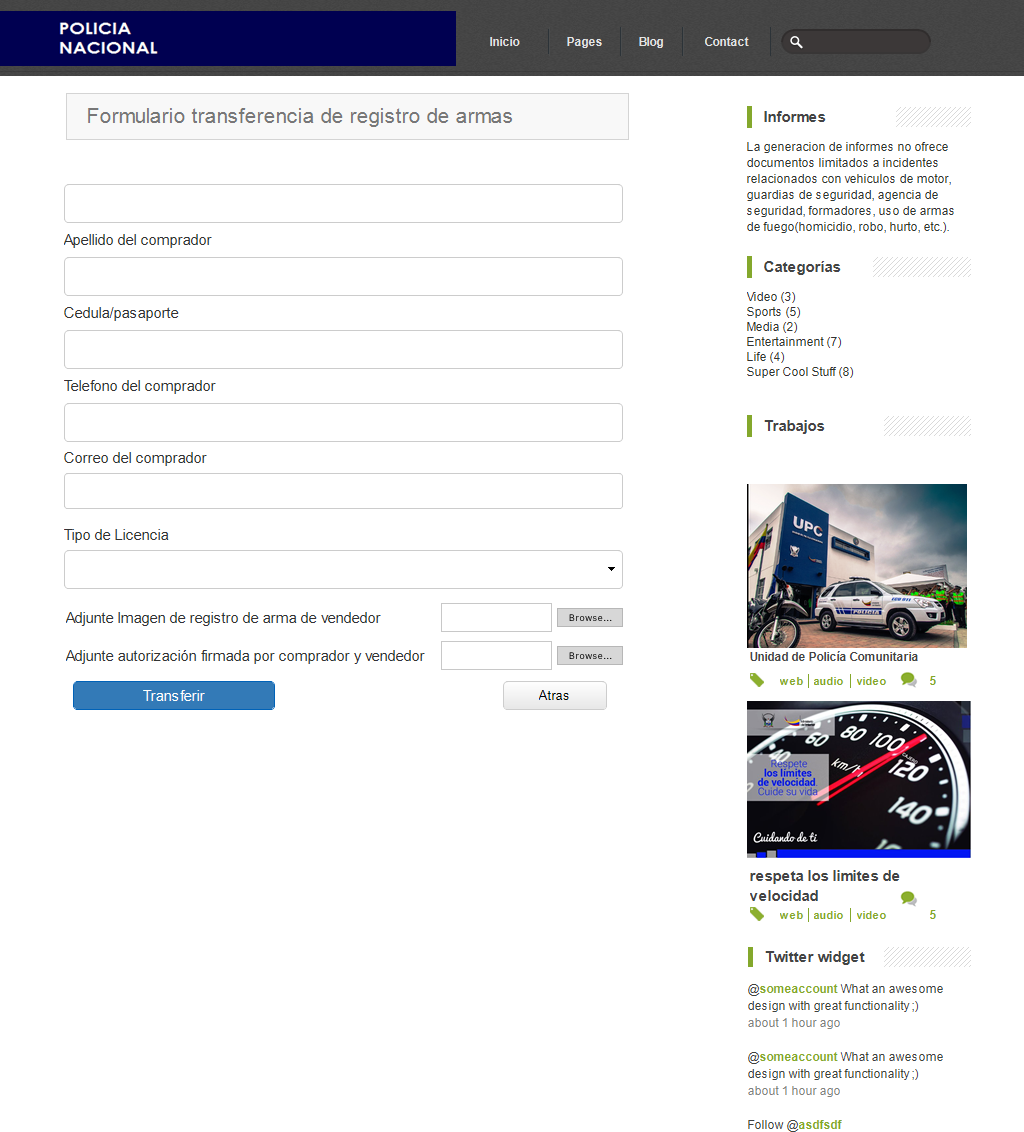 POLICIA
NACIONAL
Inicio
Pages
Blog
Contact
Formulario transferencia de registro de armas
Apellido del comprador
Cedula/pasaporte
Telefono del comprador
Correo del comprador
Tipo de Licencia
Adjunte Imagen de registro de arma de vendedor
Browse...
Adjunte autorización firmada por comprador y vendedor
Browse...
Transferir
Atras
Informes
La generacion de informes no ofrece
documentos limitados a incidentes
relacionados con vehiculos de motor,
guardias de seguridad, agencia de
seguridad, formadores, uso de armas
de fuego(homicidio, robo, hurto, etc.).
Categorías
Video (3)
Sports (5)
Media (2)
Entertainment (7)
Life (4)
Super Cool Stuff (8)
Trabajos
UPC
POLICIA
Unidad de Policía Comunitaria
web | audio | video 5
60 80 100 120 140
km/h
Respete
los límites
de velocidad.
Cuide su vida
Cuidando de ti
respeta los limites de
velocidad
web | audio | video 5
Twitter widget
@someaccount What an awesome
design with great functionality ;)
about 1 hour ago
@someaccount What an awesome
design with great functionality ;)
about 1 hour ago
Follow @asdfsdf